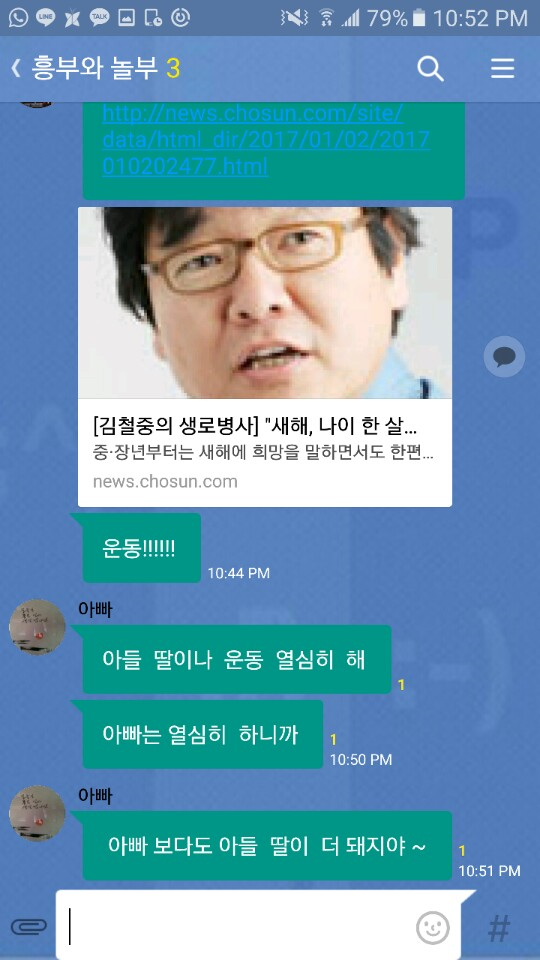 LINE
TALK
79% 10:52 PM
흥부와 놀부 3
http://news.chosun.com/site/
data/html_dir/2017/01/02/2017
010202477.html
[김철중의 생로병사] "새해, 나이 한 살...
중·장년부터는 새해에 희망을 말하면서도 한편...
news.chosun.com
운동!!!!!!
10:44 PM
아빠
아들 딸이나 운동 열심히 해
1
아빠는 열심히 하니까
1
10:50 PM
아빠
아빠 보다도 아들 딸이 더 돼지야 ~
1
10:51 PM
#